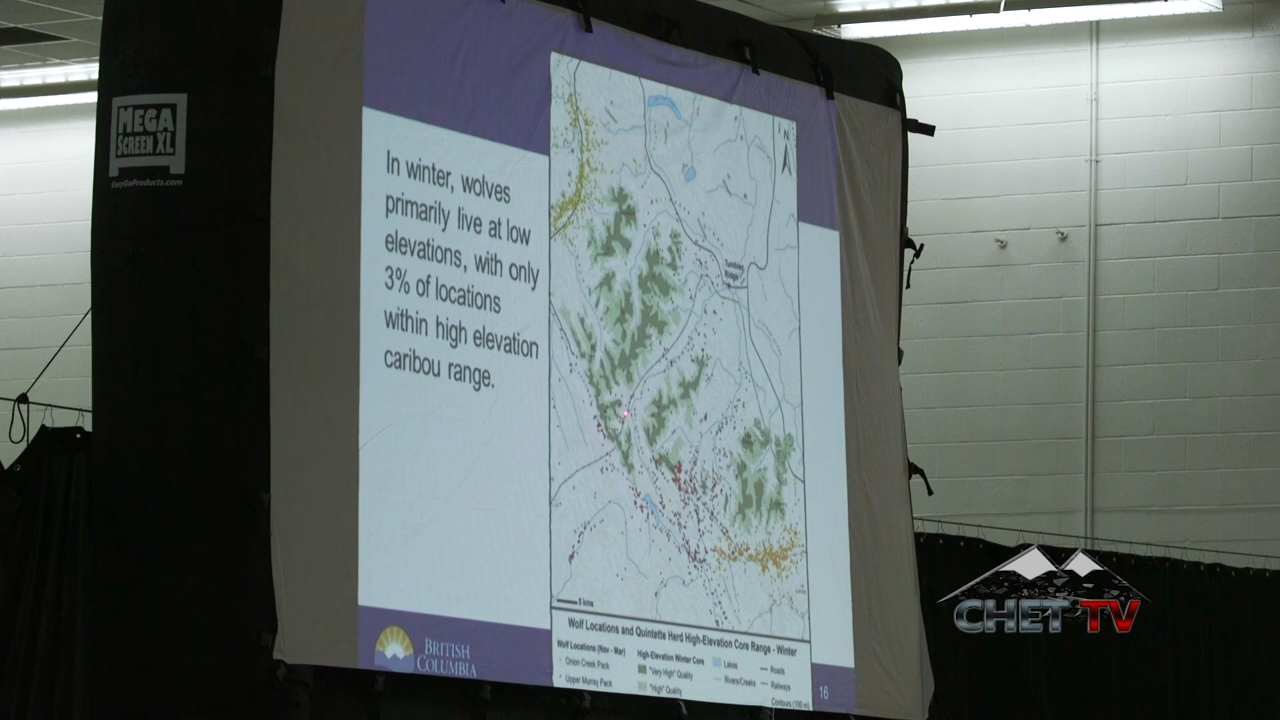 MEGA
SCREEN XL
In winter, wolves
primarily live at low
elevations, with only
3% of locations
within high elevation
caribou range.
N
Tumbler
Ridge
5 kms
Wolf Locations and Quintette Herd High-Elevation Core Range - Winter
Wolf Locations (Nov - Mar)
Onion Creek Pack
Upper Murray Pack
High-Elevation Winter Core
"Very High" Quality
"High" Quality
Lakes
Rivers/Creeks
Roads
Railways
Contours (100 m)
BRITISH
COLUMBIA
16
CHET TV